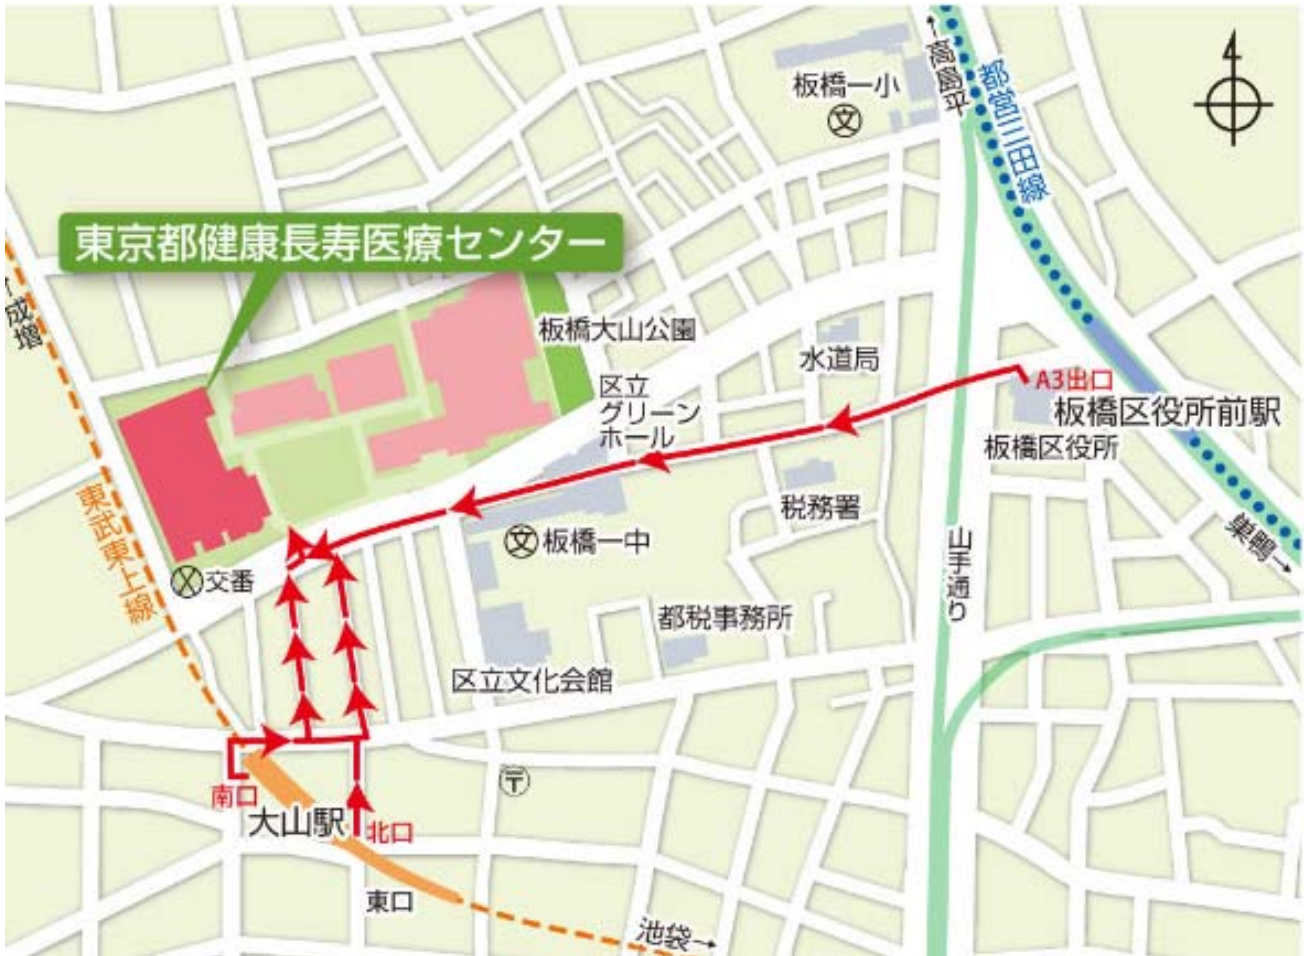 ←高島平
板橋一小
文
都営三田線
東京都健康長寿医療センター
←成増
板橋大山公園
水道局
A3出口
板橋区役所前駅
区立
グリーン
ホール
板橋区役所
東武東上線
税務署
文 板橋一中
巣鴨→
山手通り
交番
都税事務所
区立文化会館
〒
南口
大山駅
北口
東口
池袋→